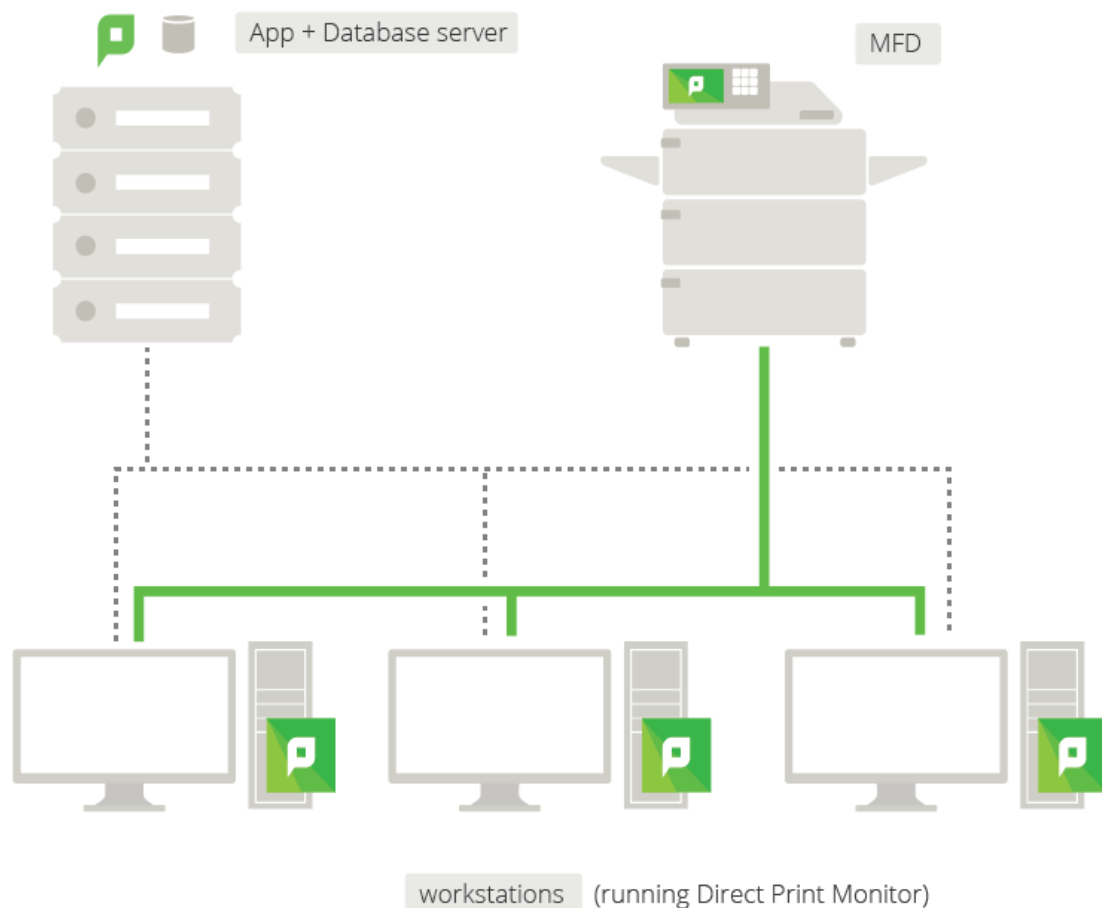 App + Database server
MFD
workstations (running Direct Print Monitor)